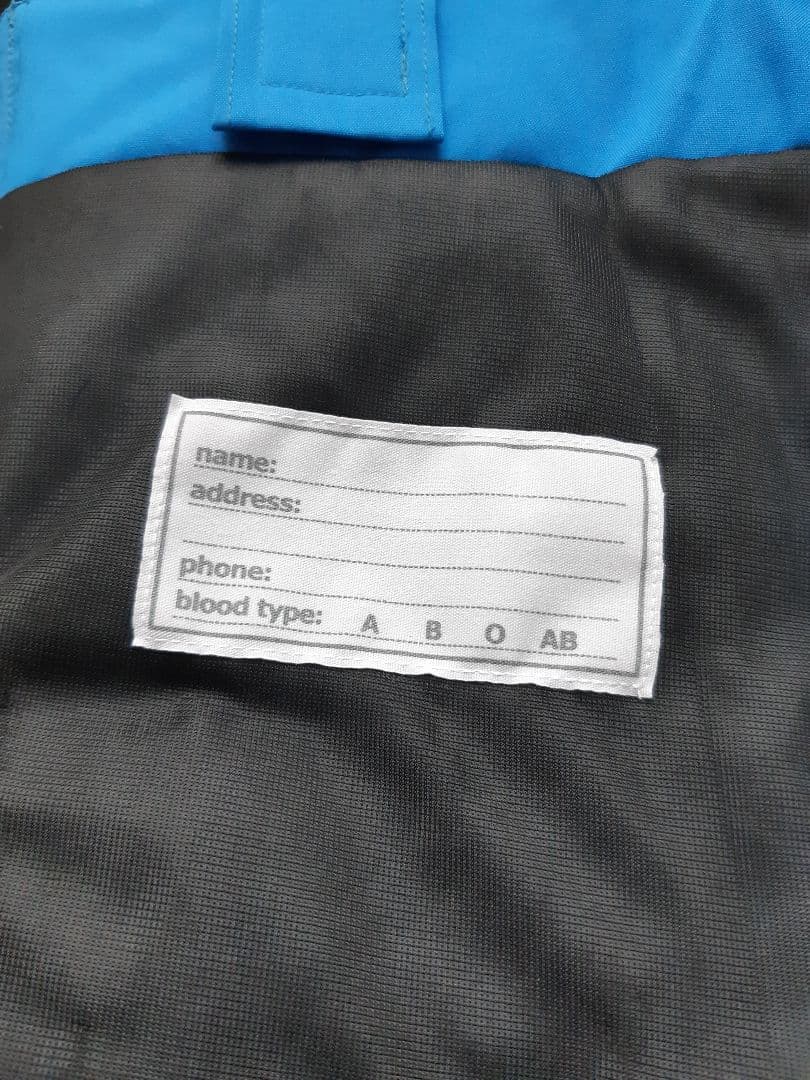 name:
address:
phone:
blood type: A B O AB